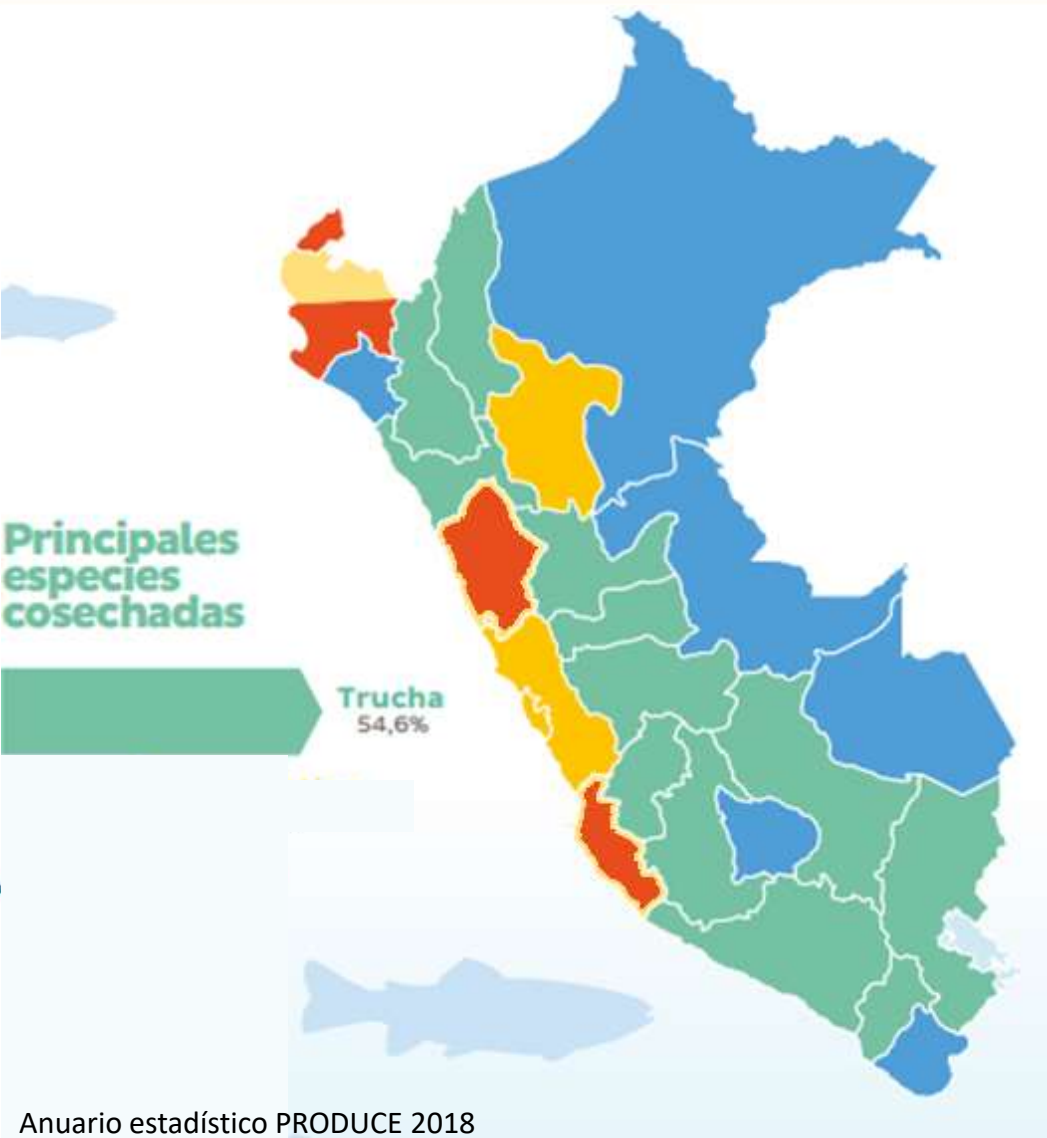 Principales
especies
cosechadas
Trucha
54,6%
Anuario estadístico PRODUCE 2018